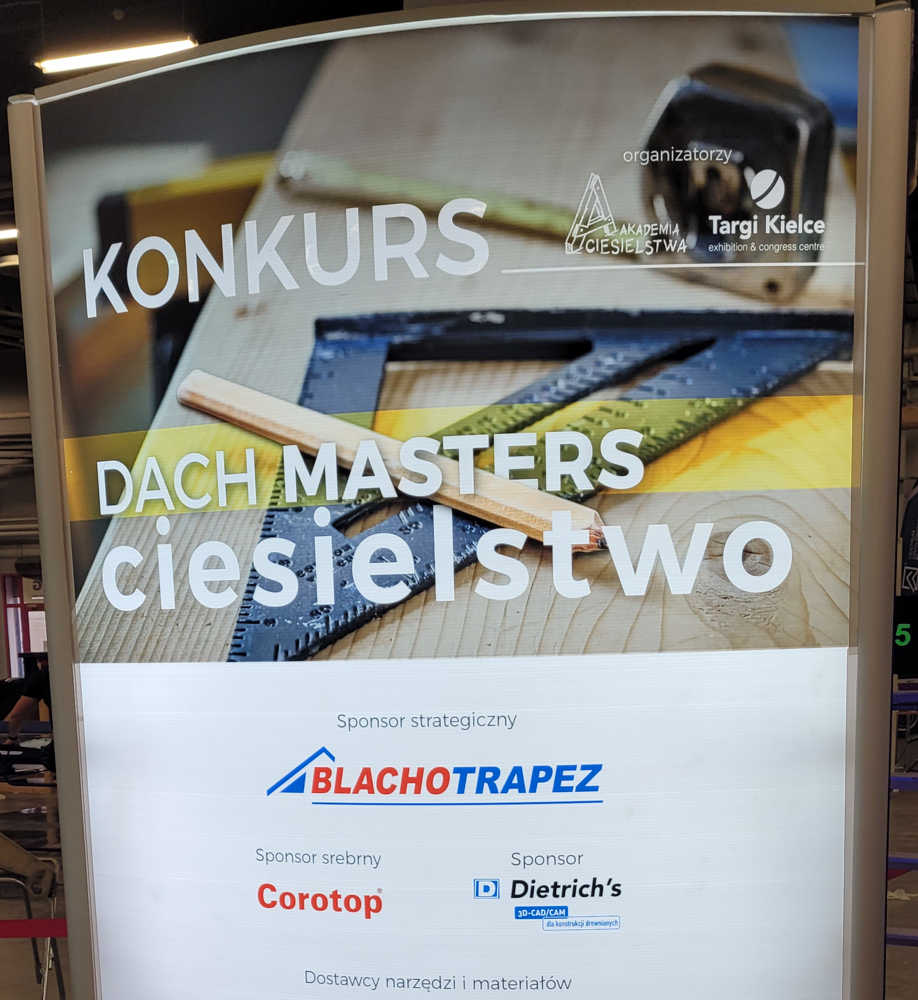 organizatorzy
AKADEMIA
CIESIELSTWA
Targi Kielce
exhibition & congress centre
KONKURS
DACH MASTERS
ciesielstwo
Sponsor strategiczny
BLACHOTRAPEZ
Sponsor srebrny
Corotop®
Sponsor
D Dietrich's
3D-CAD/CAM
dla konstrukcji drewnianych
Dostawcy narzędzi i materiałów
5